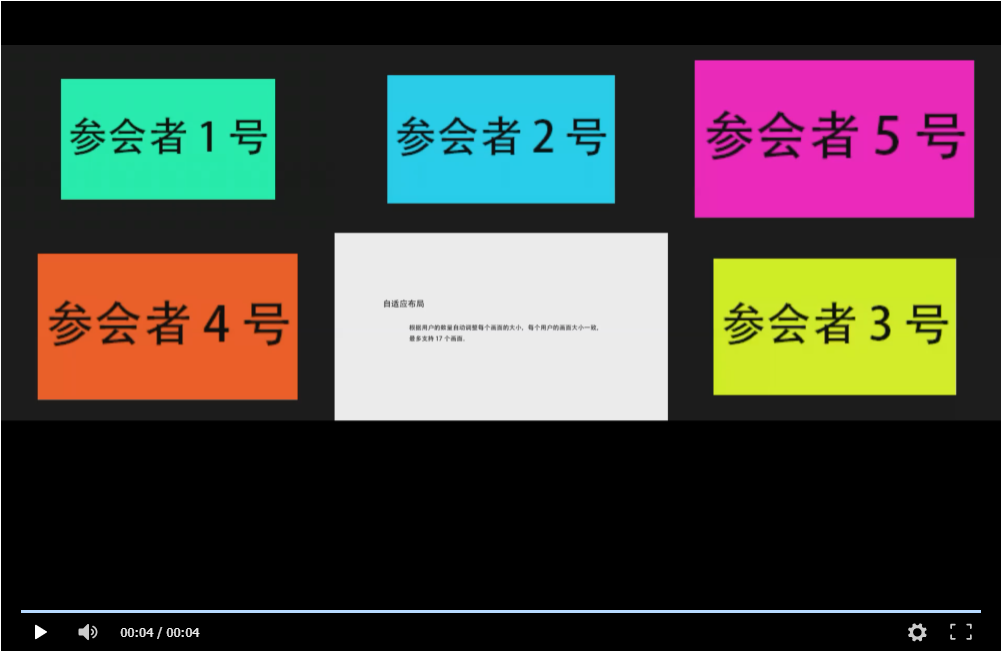 参会者 1 号
参会者 2 号
参会者 5 号
参会者 4 号
自适应布局
根据用户的数量自动调整每个画面的大小，每个用户的画面大小一致，
最多支持 17 个画面。
参会者 3 号
00:04 / 00:04